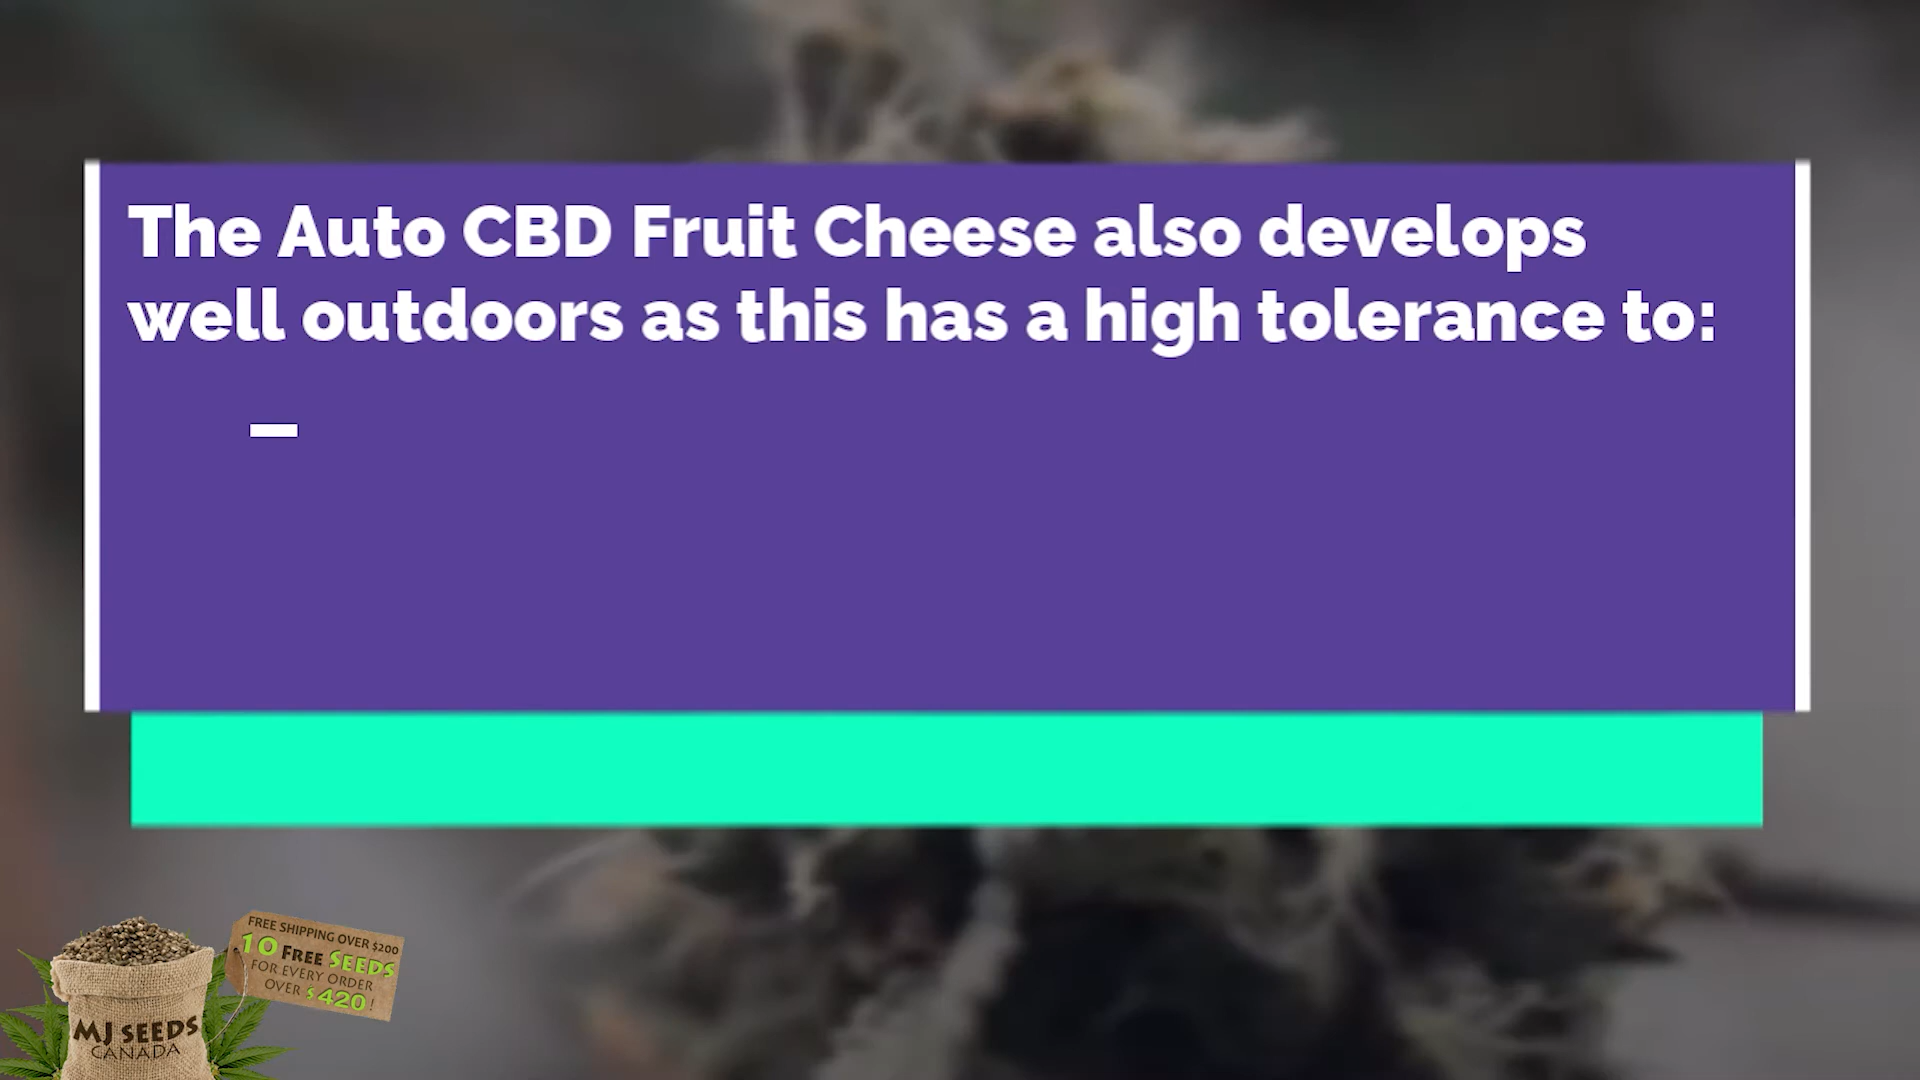 The Auto CBD Fruit Cheese also develops
well outdoors as this has a high tolerance to:
–
FREE SHIPPING OVER $200
10 FREE SEEDS
FOR EVERY ORDER
OVER $420!
MJ SEEDS
CANADA